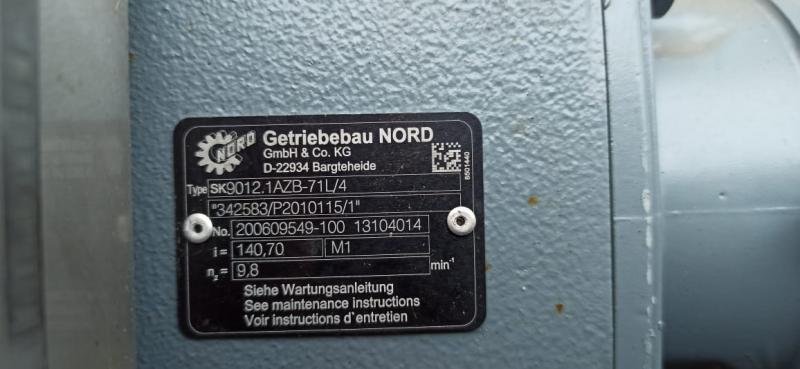 NORD
Getriebebau NORD
GmbH & Co. KG
D-22934 Bargteheide
8501440
Type SK9012.1AZB-71L/4
"342583/P2010115/1"
No. 200609549-100 13104014
i = 140,70 M1
n₂ = 9,8 min⁻¹
Siehe Wartungsanleitung
See maintenance instructions
Voir instructions d'entretien